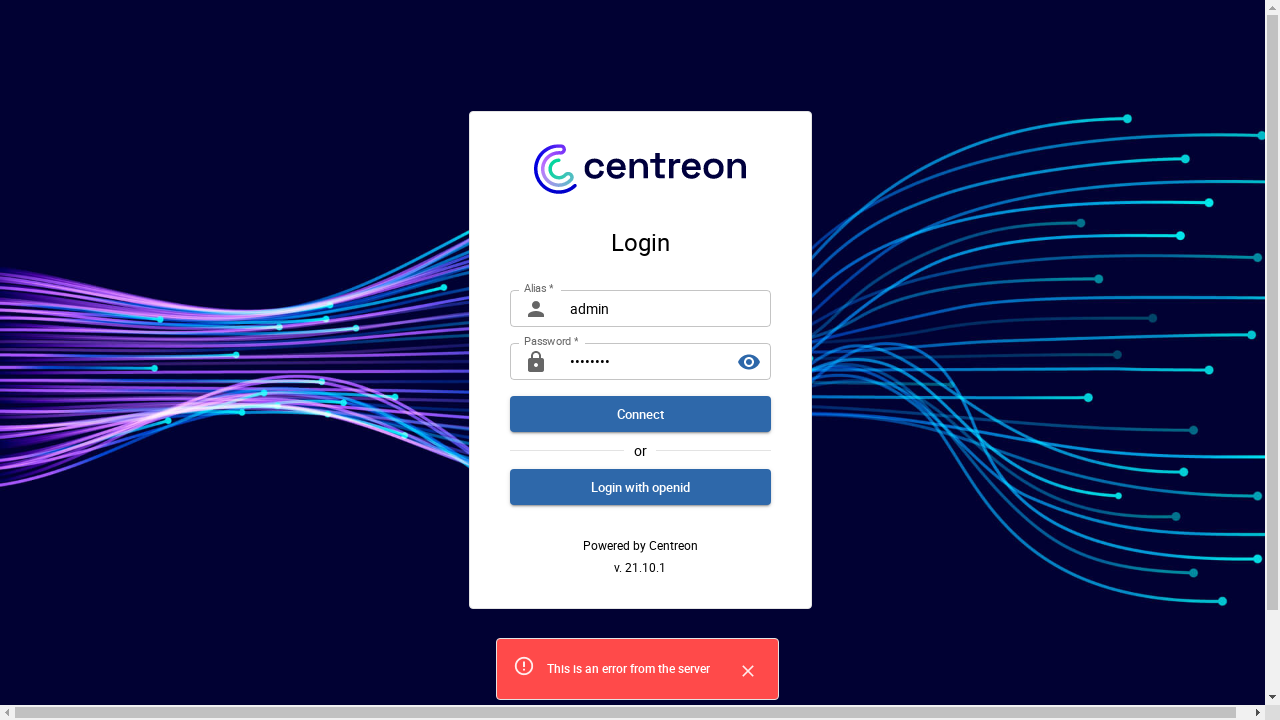 centreon
Login
Alias *
admin
Password *
••••••••
Connect
or
Login with openid
Powered by Centreon
v. 21.10.1
This is an error from the server